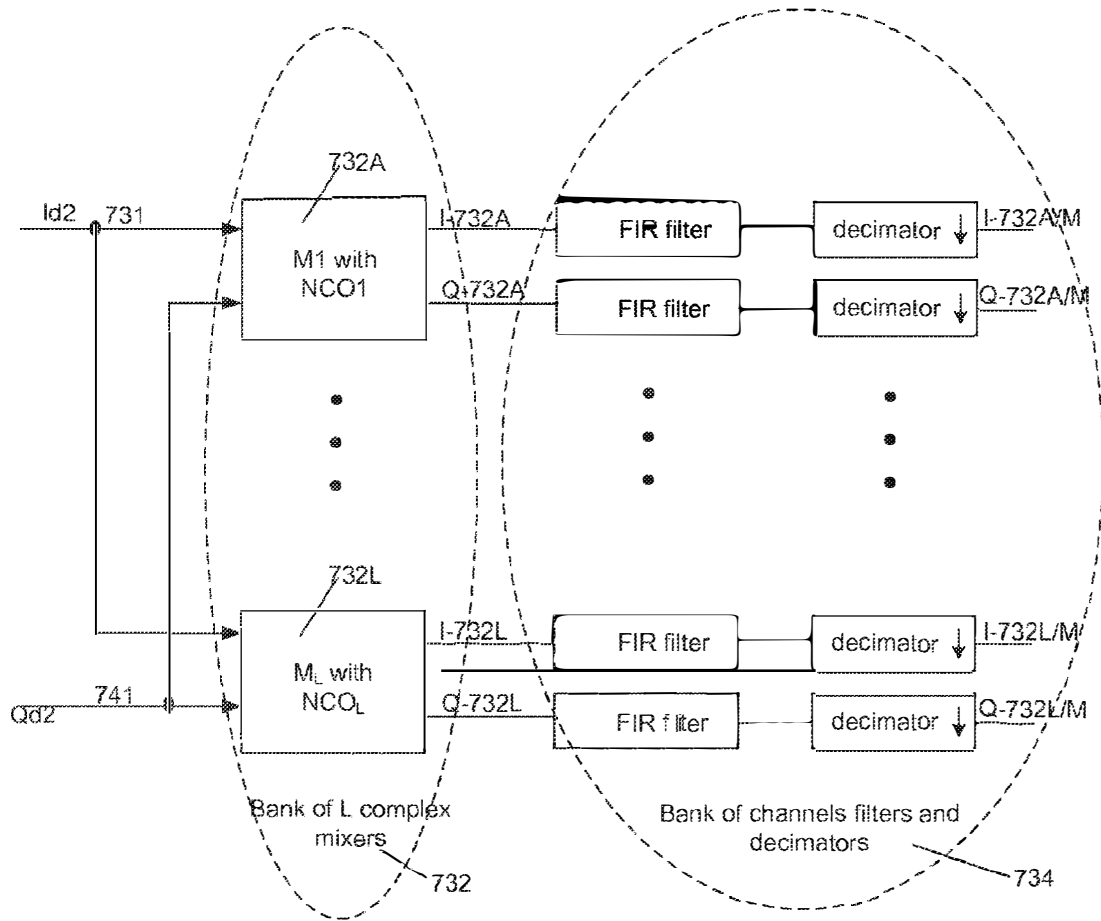 732A
Id2
731
I-732A
FIR filter
decimator ↓
I-732A/M
M1 with
NCO1
Q-732A
FIR filter
decimator ↓
Q-732A/M
732L
I-732L
FIR filter
decimator ↓
I-732L/M
M_L with
NCO_L
741
Qd2
Q-732L
FIR filter
decimator ↓
Q-732L/M
Bank of L complex
mixers
732
Bank of channels filters and
decimators
734